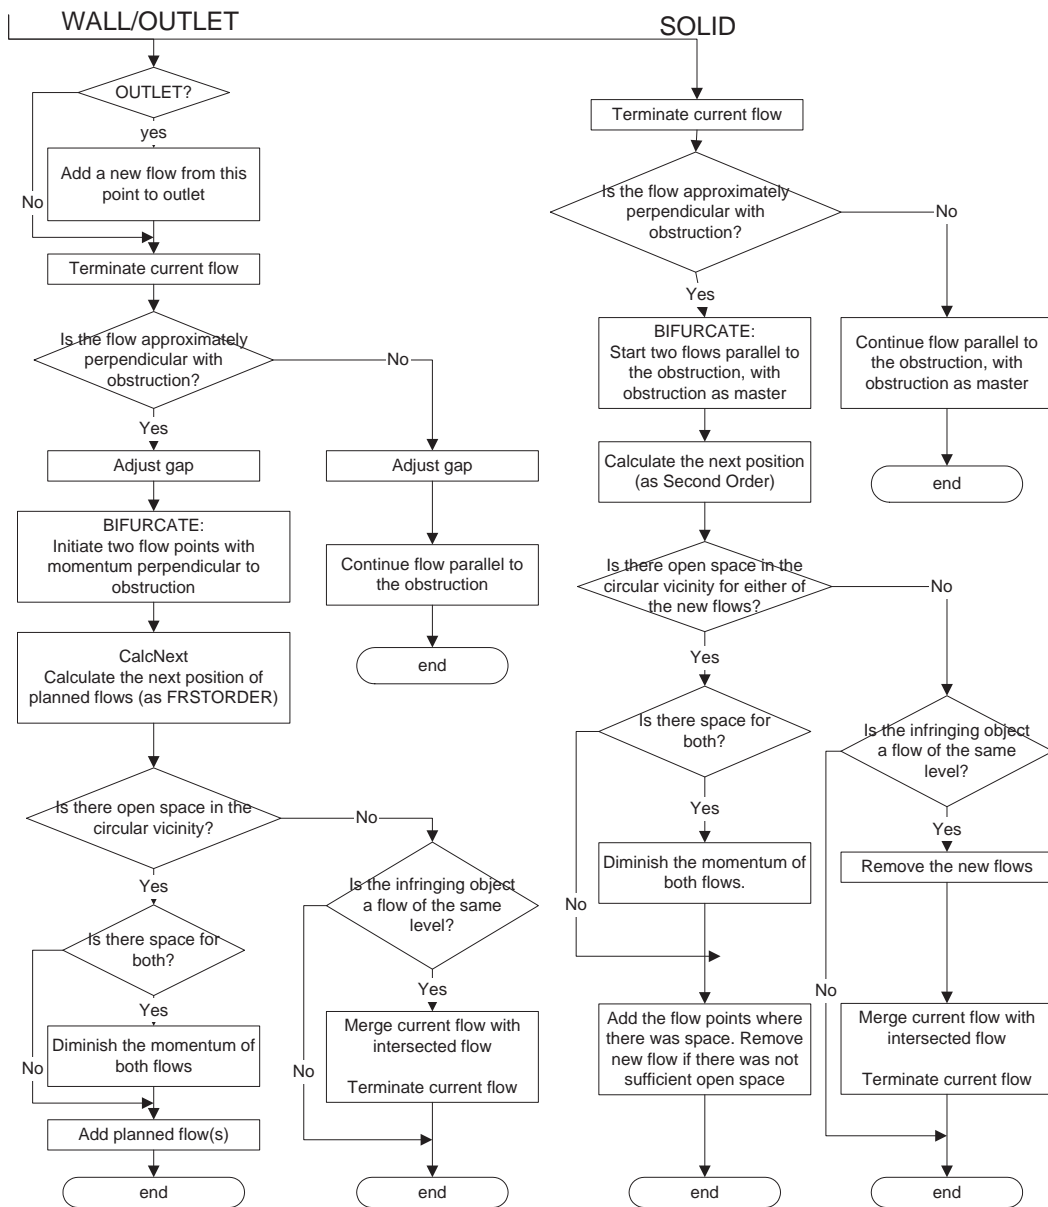 WALL/OUTLET
OUTLET?
yes
Add a new flow from this
point to outlet
No
Terminate current flow
Is the flow approximately
perpendicular with
obstruction?
No
Yes
Adjust gap
BIFURCATE:
Initiate two flow points with
momentum perpendicular to
obstruction
CalcNext
Calculate the next position of
planned flows (as FRSTORDER)
Is there open space in the
circular vicinity?
No
Yes
Is there space for
both?
Yes
No
Diminish the momentum of
both flows
Add planned flow(s)
end
Adjust gap
Continue flow parallel to
the obstruction
end
Is the infringing object
a flow of the same
level?
No
Yes
Merge current flow with
intersected flow
Terminate current flow
end
SOLID
Terminate current flow
Is the flow approximately
perpendicular with
obstruction?
No
Yes
BIFURCATE:
Start two flows parallel to
the obstruction, with
obstruction as master
Calculate the next position
(as Second Order)
Is there open space in the
circular vicinity for either of
the new flows?
No
Yes
Is there space for
both?
Yes
Diminish the momentum of
both flows.
No
Add the flow points where
there was space. Remove
new flow if there was not
sufficient open space
end
Continue flow parallel to
the obstruction, with
obstruction as master
end
Is the infringing object
a flow of the same
level?
Yes
Remove the new flows
No
Merge current flow with
intersected flow
Terminate current flow
end